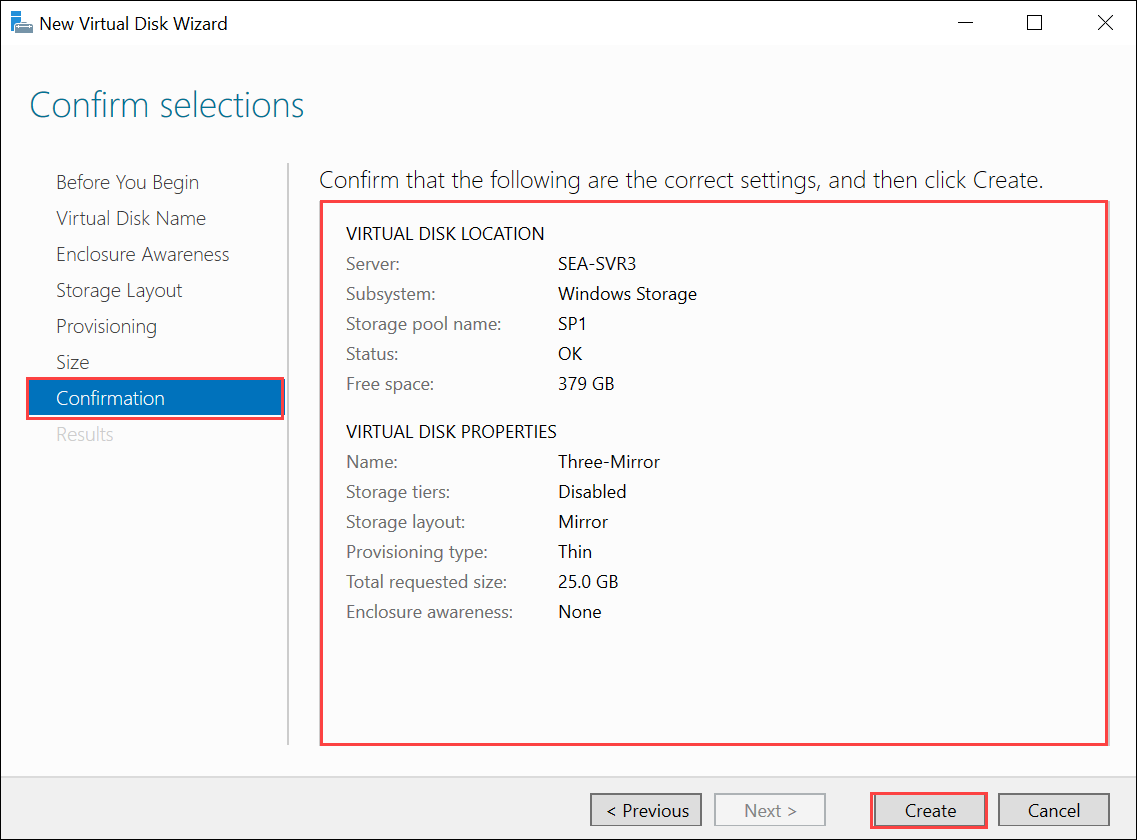 New Virtual Disk Wizard
Confirm selections
Before You Begin
Virtual Disk Name
Enclosure Awareness
Storage Layout
Provisioning
Size
Confirmation
Results
Confirm that the following are the correct settings, and then click Create.
VIRTUAL DISK LOCATION
Server: SEA-SVR3
Subsystem: Windows Storage
Storage pool name: SP1
Status: OK
Free space: 379 GB
VIRTUAL DISK PROPERTIES
Name: Three-Mirror
Storage tiers: Disabled
Storage layout: Mirror
Provisioning type: Thin
Total requested size: 25.0 GB
Enclosure awareness: None
< Previous Next > Create Cancel